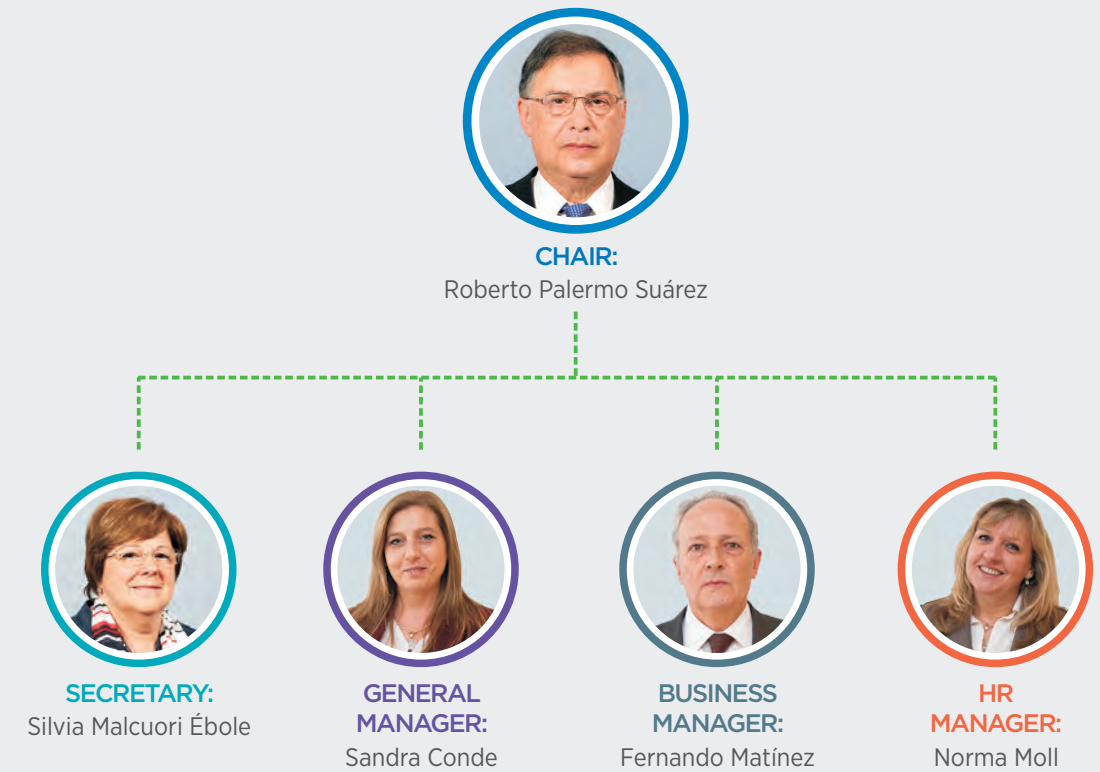 CHAIR:
Roberto Palermo Suárez
SECRETARY:
Silvia Malcuori Ébole
GENERAL
MANAGER:
Sandra Conde
BUSINESS
MANAGER:
Fernando Matínez
HR
MANAGER:
Norma Moll